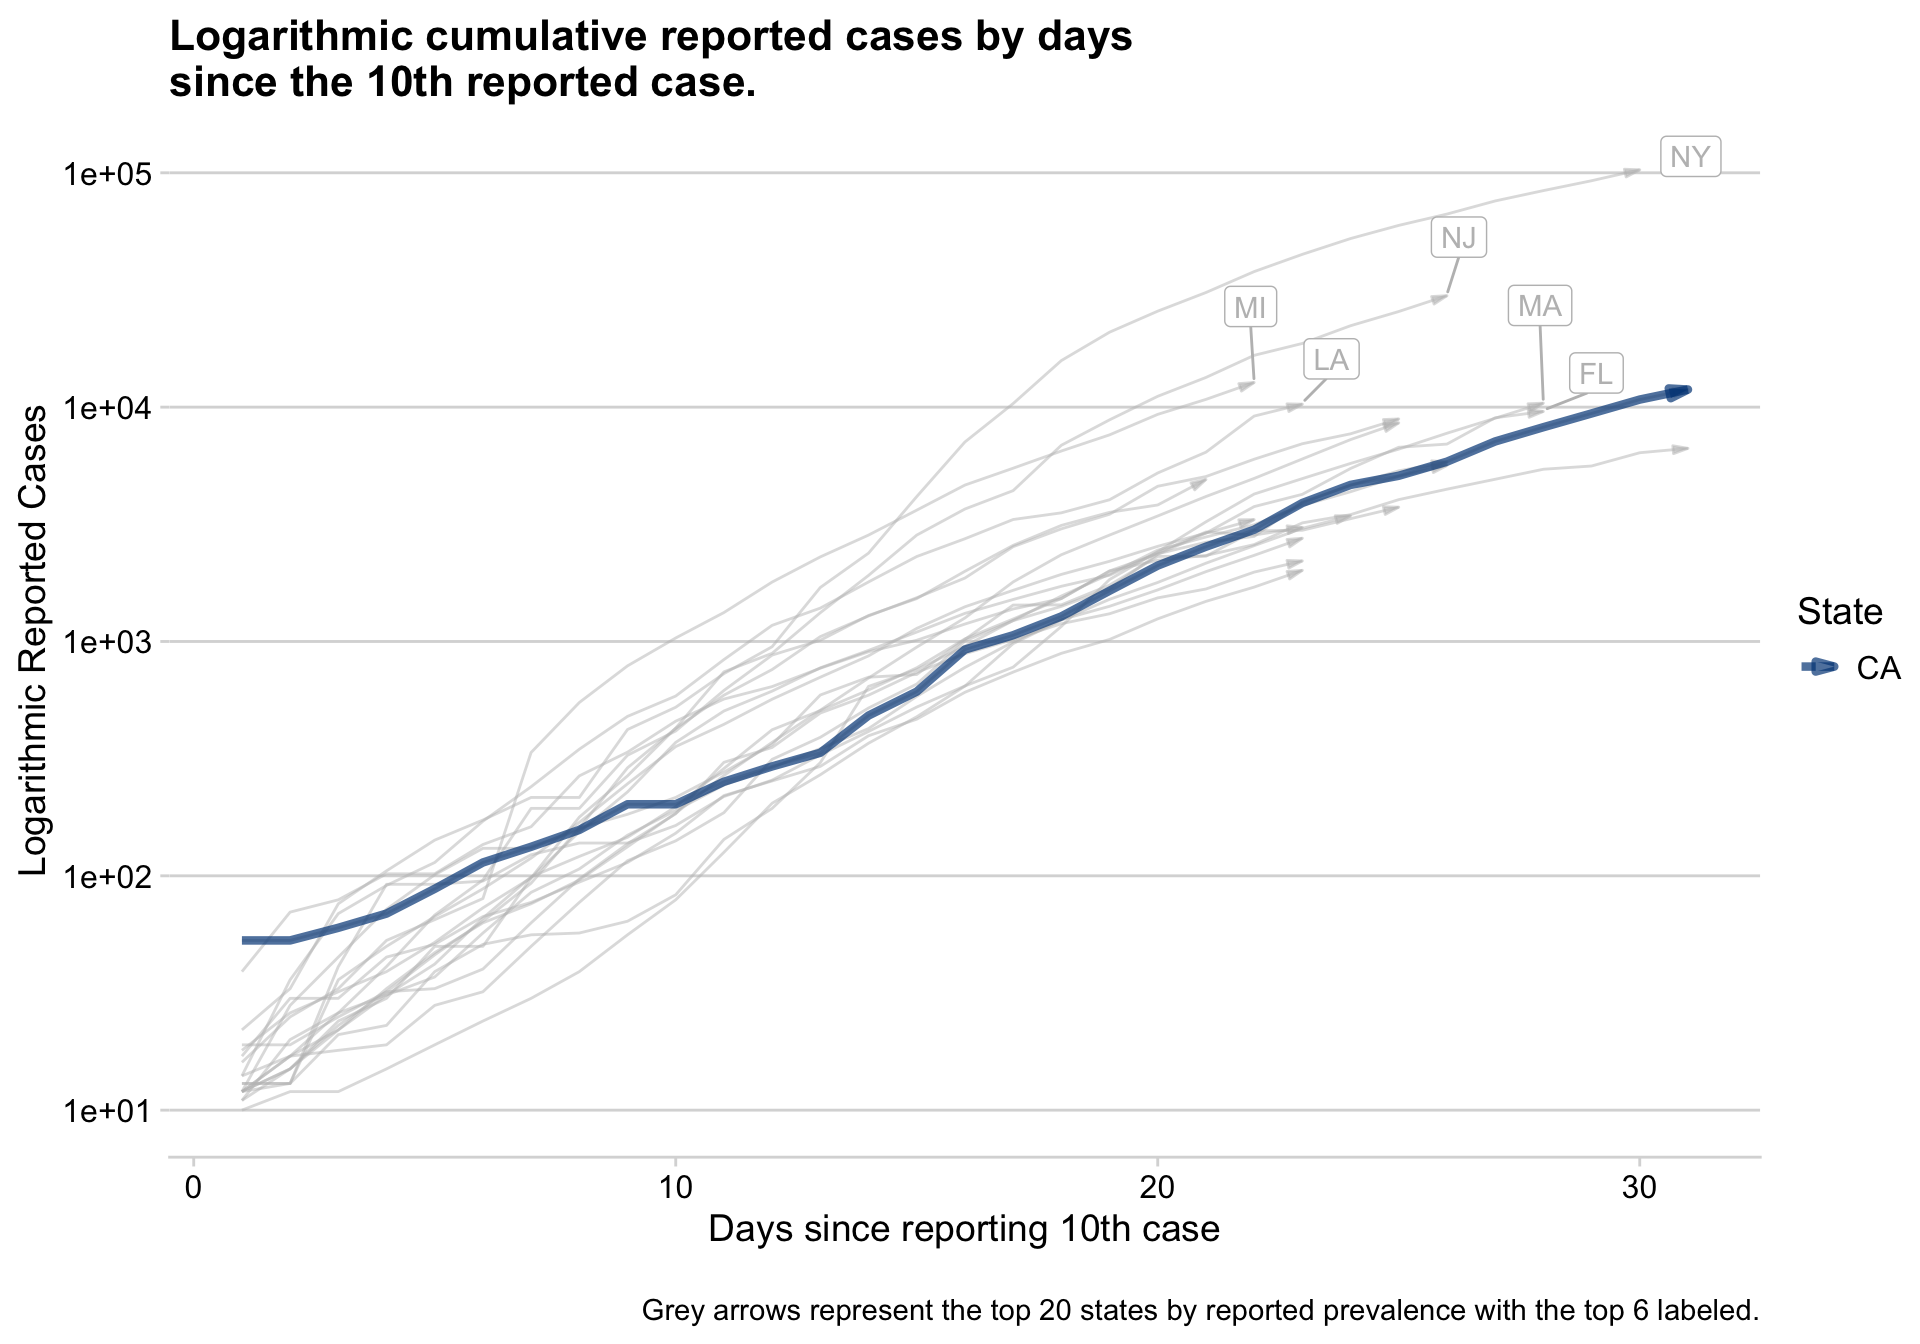 Logarithmic cumulative reported cases by days
since the 10th reported case.
1e+05
1e+04
1e+03
1e+02
1e+01
Logarithmic Reported Cases
NY
NJ
MI
MA
LA
FL
State
CA
0 10 20 30
Days since reporting 10th case
Grey arrows represent the top 20 states by reported prevalence with the top 6 labeled.